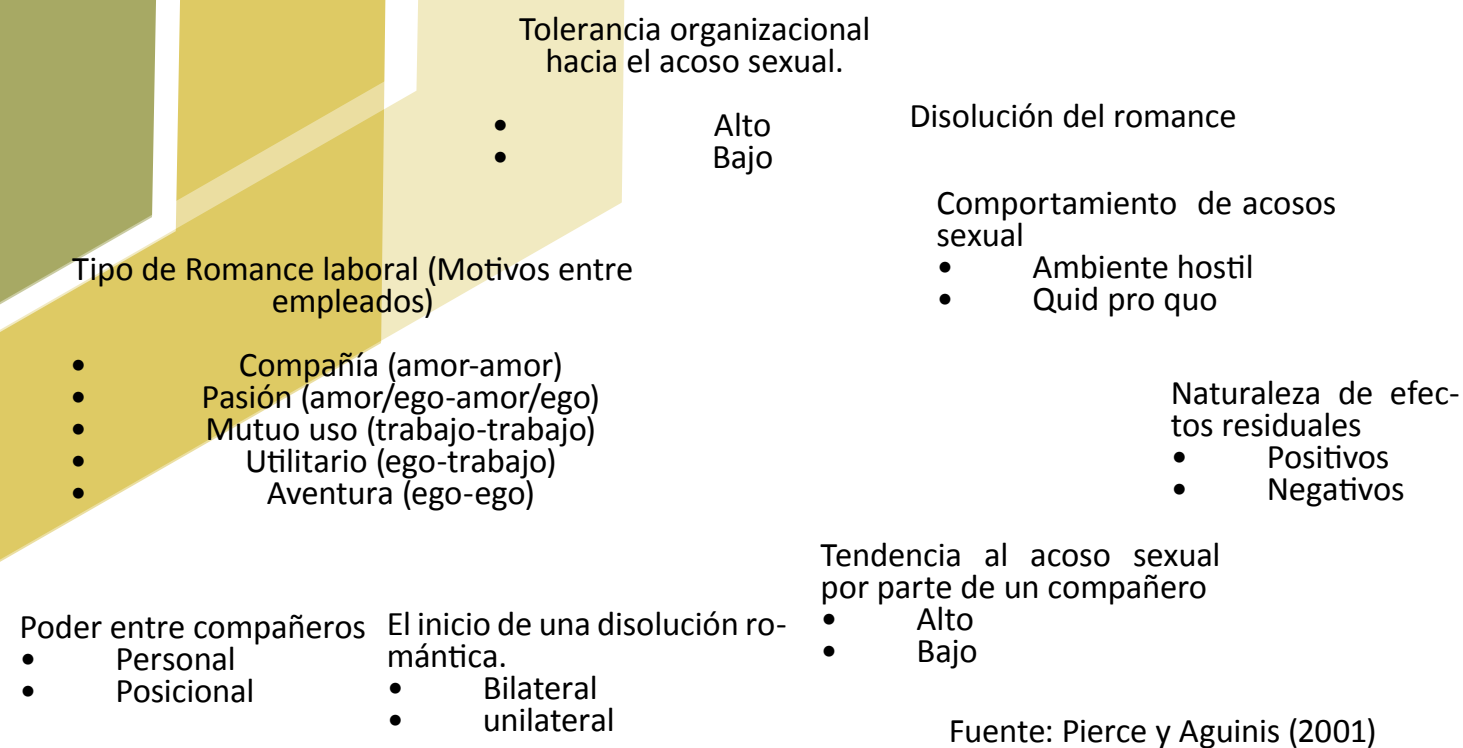 Tolerancia organizacional
hacia el acoso sexual.
• Alto
• Bajo
Disolución del romance
Comportamiento de acosos
sexual
• Ambiente hostil
• Quid pro quo
Tipo de Romance laboral (Motivos entre
empleados)
• Compañía (amor-amor)
• Pasión (amor/ego-amor/ego)
• Mutuo uso (trabajo-trabajo)
• Utilitario (ego-trabajo)
• Aventura (ego-ego)
Naturaleza de efec-
tos residuales
• Positivos
• Negativos
Tendencia al acoso sexual
por parte de un compañero
• Alto
• Bajo
Poder entre compañeros
• Personal
• Posicional
El inicio de una disolución ro-
mántica.
• Bilateral
• unilateral
Fuente: Pierce y Aguinis (2001)